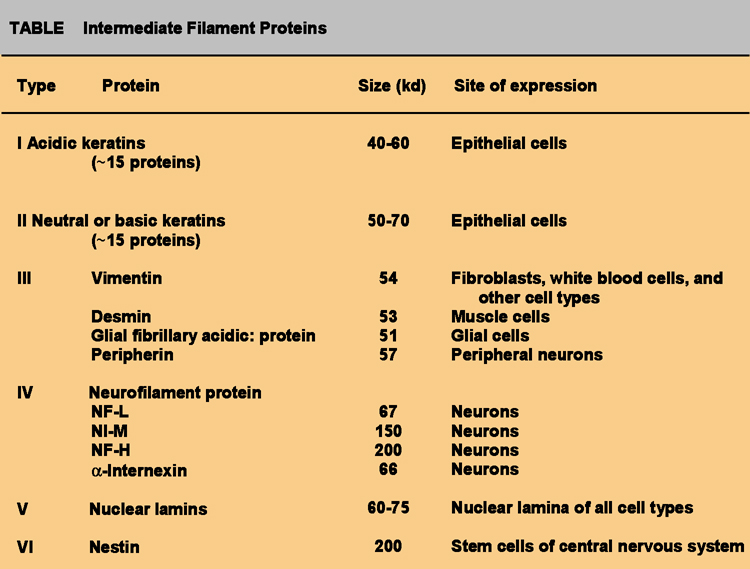 TABLE Intermediate Filament Proteins
Type Protein Size (kd) Site of expression
I Acidic keratins 40-60 Epithelial cells
(~15 proteins)
II Neutral or basic keratins 50-70 Epithelial cells
(~15 proteins)
III Vimentin 54 Fibroblasts, white blood cells, and
other cell types
Desmin 53 Muscle cells
Glial fibrillary acidic: protein 51 Glial cells
Peripherin 57 Peripheral neurons
IV Neurofilament protein
NF-L 67 Neurons
NI-M 150 Neurons
NF-H 200 Neurons
α-Internexin 66 Neurons
V Nuclear lamins 60-75 Nuclear lamina of all cell types
VI Nestin 200 Stem cells of central nervous system